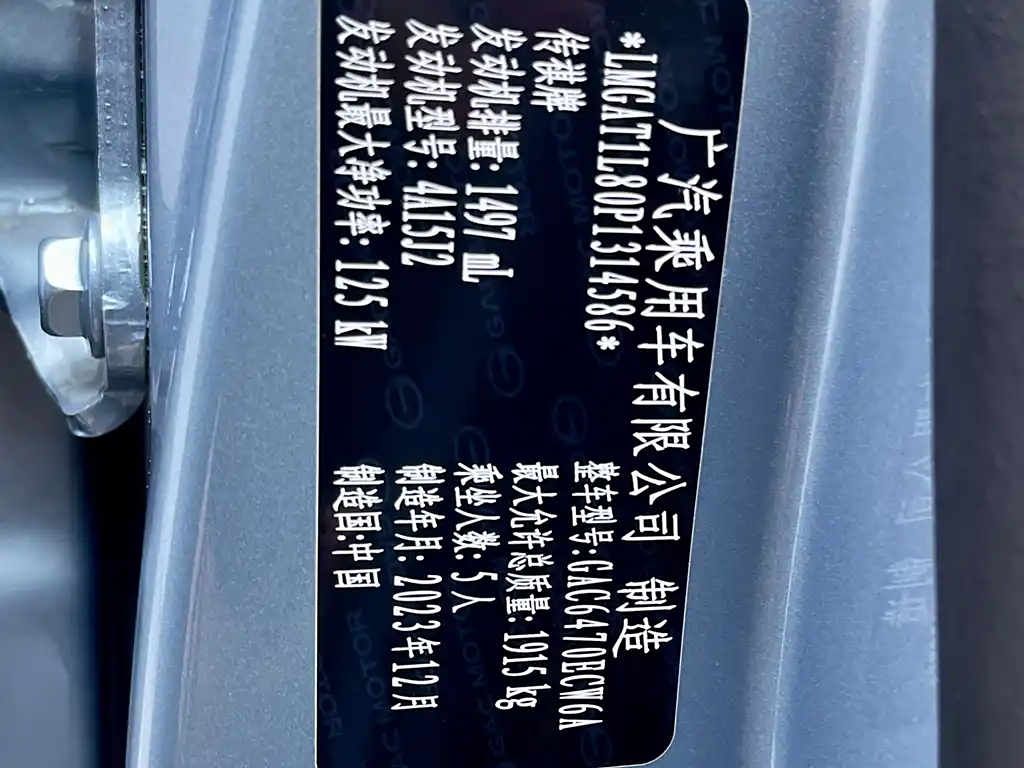 广汽乘用车有限公司 制造
*LMGAT1L80P1314586*
传祺牌
整车型号:GAC6470ECW6A
发动机排量: 1497 ml
最大允许总质量: 1915 kg
发动机型号: 4A15J2
乘坐人数: 5人
发动机最大净功率: 125 kW
制造年月: 2023年12月
制造国:中国